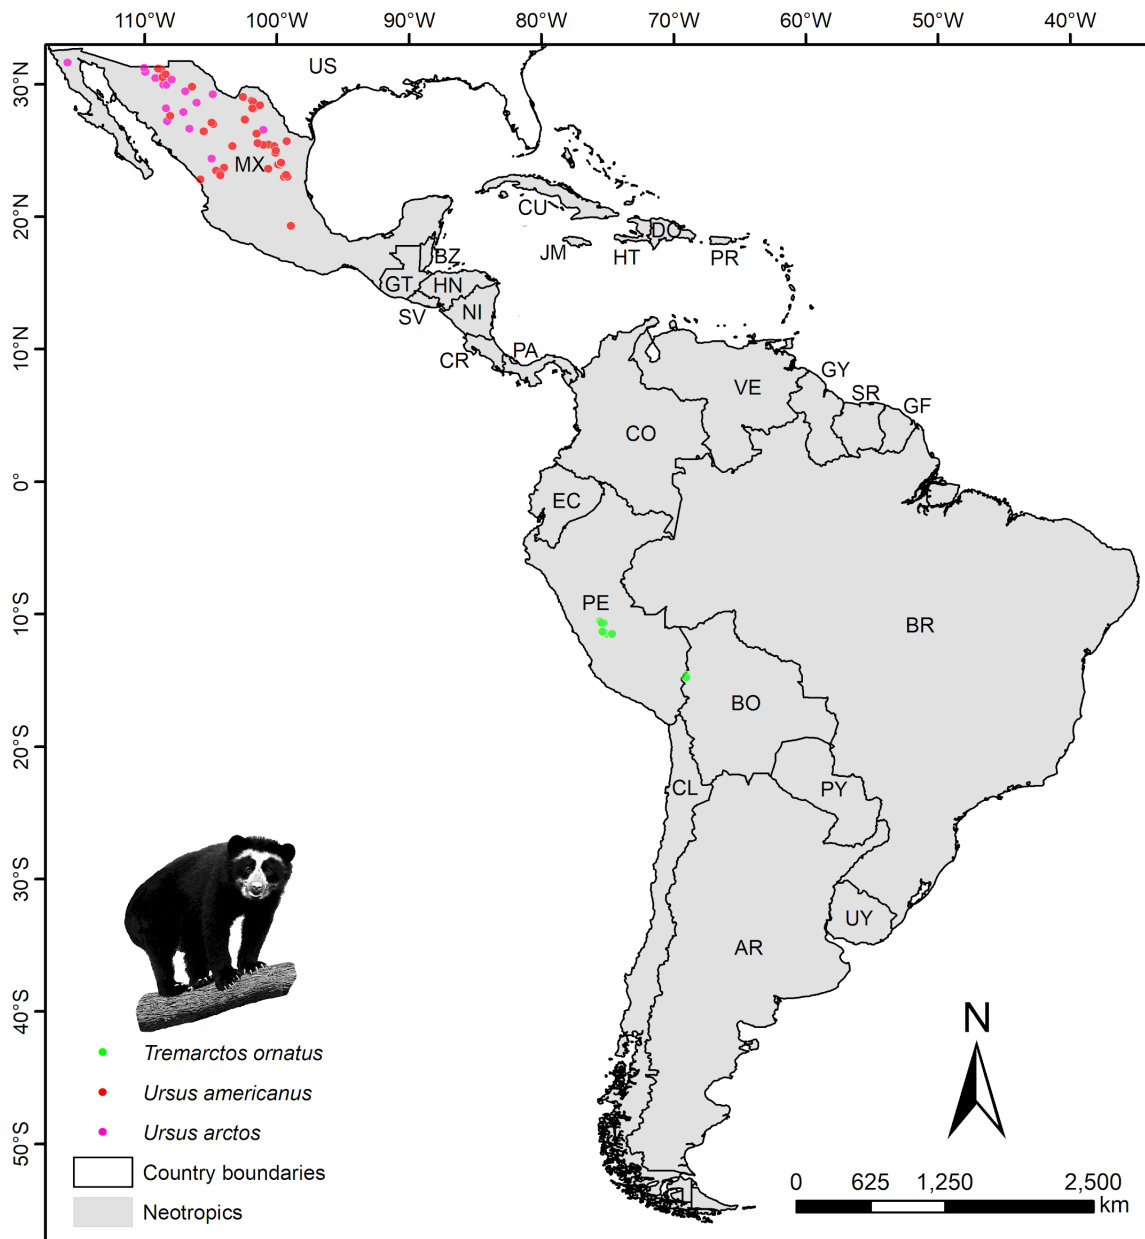 110°W 100°W 90°W 80°W 70°W 60°W 50°W 40°W
30°N
20°N
10°N
0°
10°S
20°S
30°S
40°S
50°S
US
MX
CU
DO
JM
HT
PR
BZ
GT
HN
SV
NI
CR
PA
VE
GY
SR
GF
CO
EC
PE
BR
BO
CL
PY
UY
AR
Tremarctos ornatus
Ursus americanus
Ursus arctos
Country boundaries
Neotropics
N
0 625 1,250 2,500
km